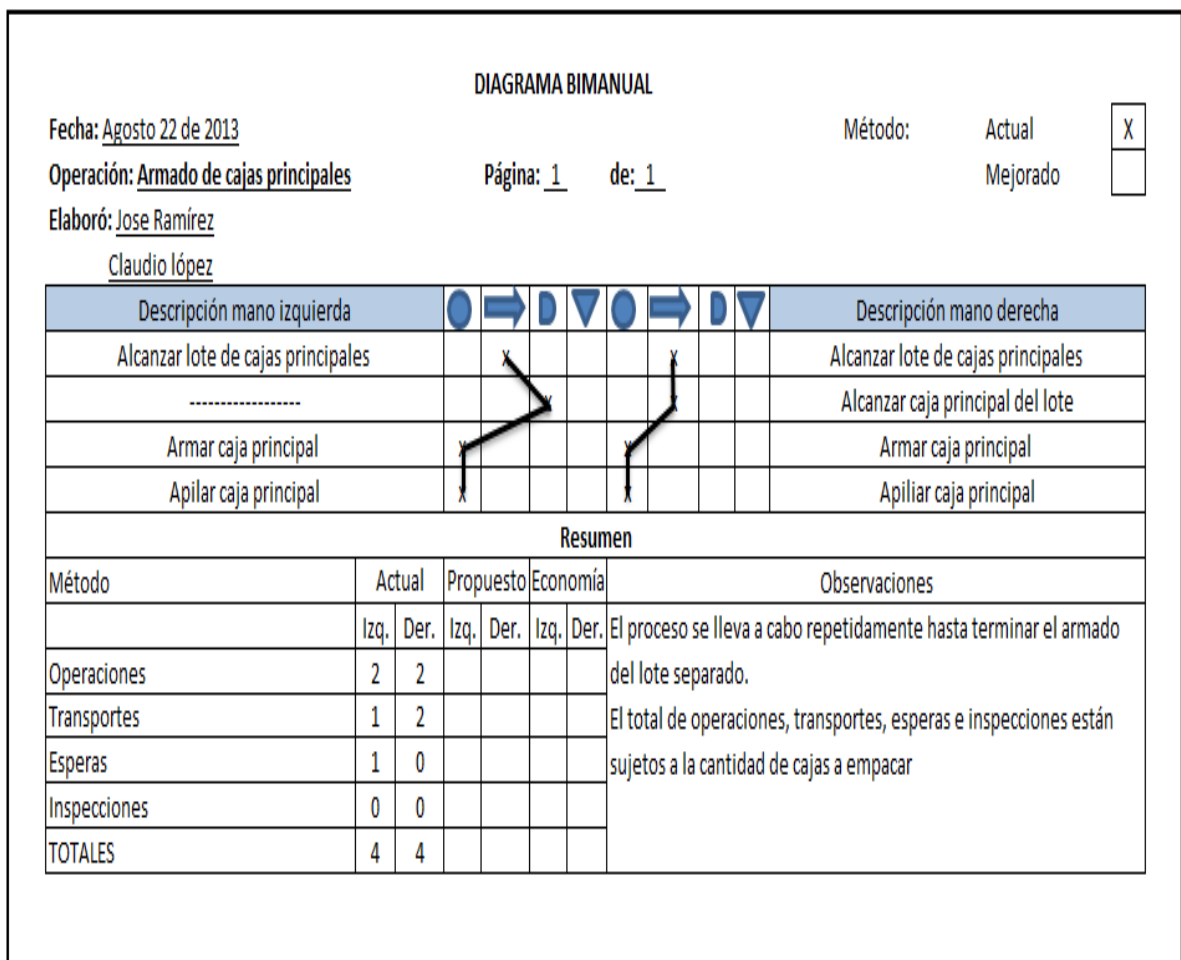 DIAGRAMA BIMANUAL
Fecha: Agosto 22 de 2013 Método: Actual X
Operación: Armado de cajas principales Página: 1 de: 1 Mejorado
Elaboró: Jose Ramírez
Claudio lópez
Descripción mano izquierda D D Descripción mano derecha
Alcanzar lote de cajas principales x x Alcanzar lote de cajas principales
------------------ x x Alcanzar caja principal del lote
Armar caja principal x x Armar caja principal
Apilar caja principal x x Apiliar caja principal
Resumen
Método Actual Propuesto Economía Observaciones
Izq. Der. Izq. Der. Izq. Der. El proceso se lleva a cabo repetidamente hasta terminar el armado
Operaciones 2 2 del lote separado.
Transportes 1 2 El total de operaciones, transportes, esperas e inspecciones están
Esperas 1 0 sujetos a la cantidad de cajas a empacar
Inspecciones 0 0
TOTALES 4 4